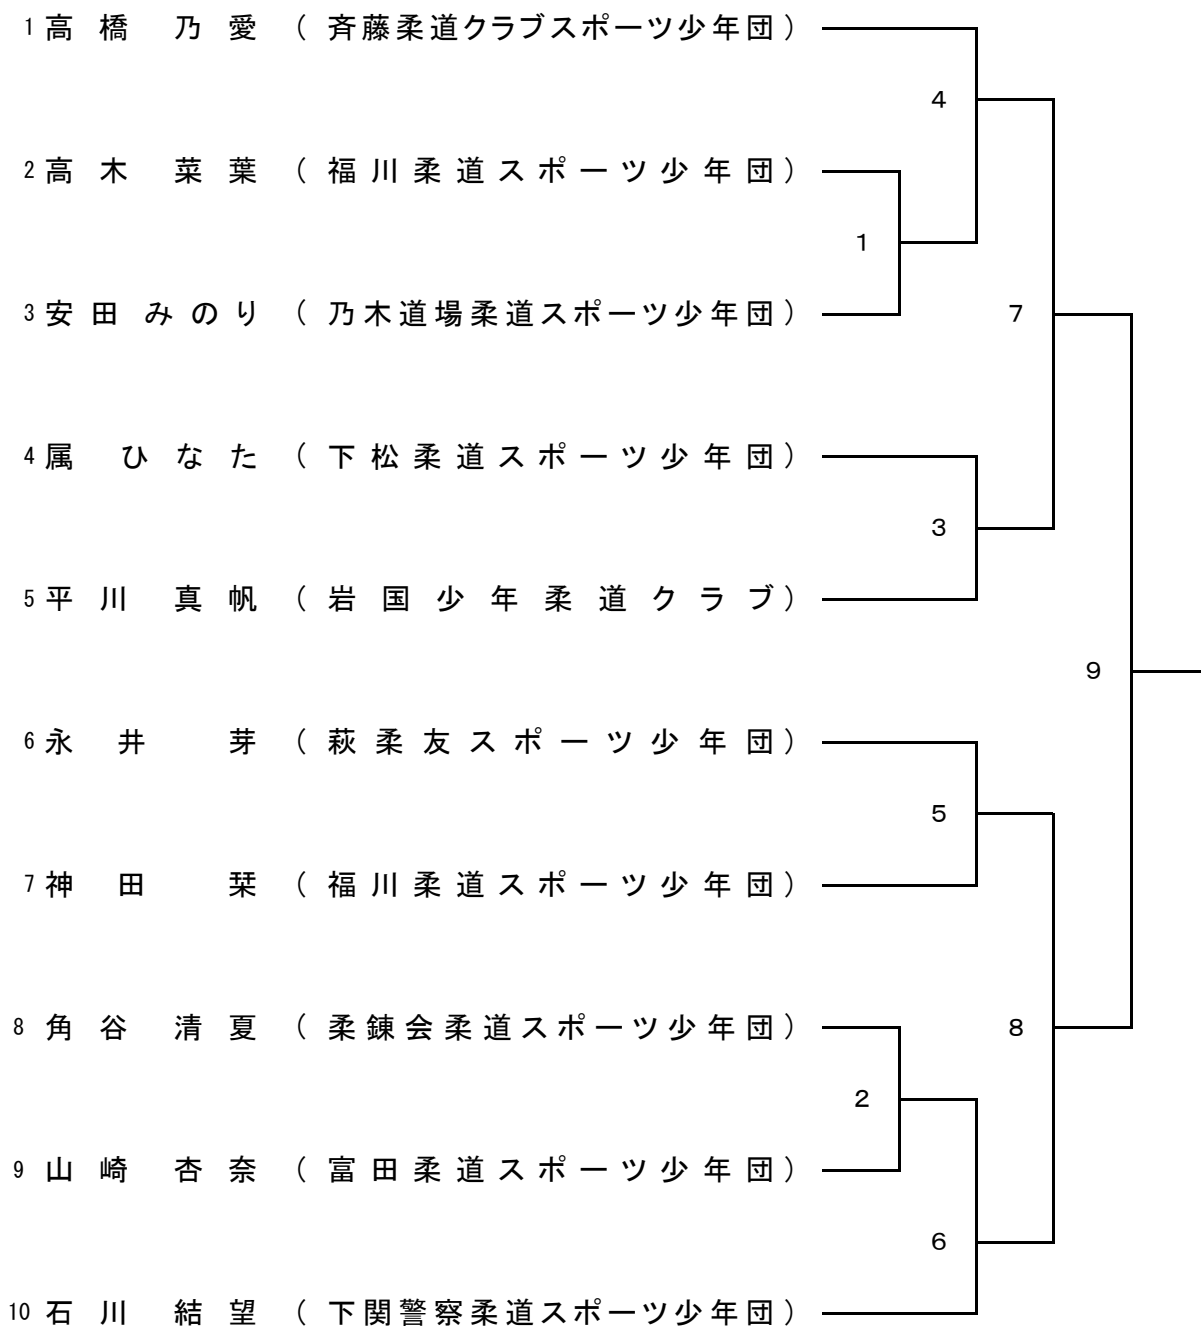 1 高橋 乃愛 （斉藤柔道クラブスポーツ少年団）
4
2 高木 菜葉 （福川柔道スポーツ少年団）
1
3 安田みのり （乃木道場柔道スポーツ少年団）
7
4 属 ひなた （下松柔道スポーツ少年団）
3
5 平川 真帆 （岩国少年柔道クラブ）
9
6 永井 芽 （萩柔友スポーツ少年団）
5
7 神田 栞 （福川柔道スポーツ少年団）
8 角谷 清夏 （柔錬会柔道スポーツ少年団）
8
2
9 山崎 杏奈 （富田柔道スポーツ少年団）
6
10 石川 結望 （下関警察柔道スポーツ少年団）